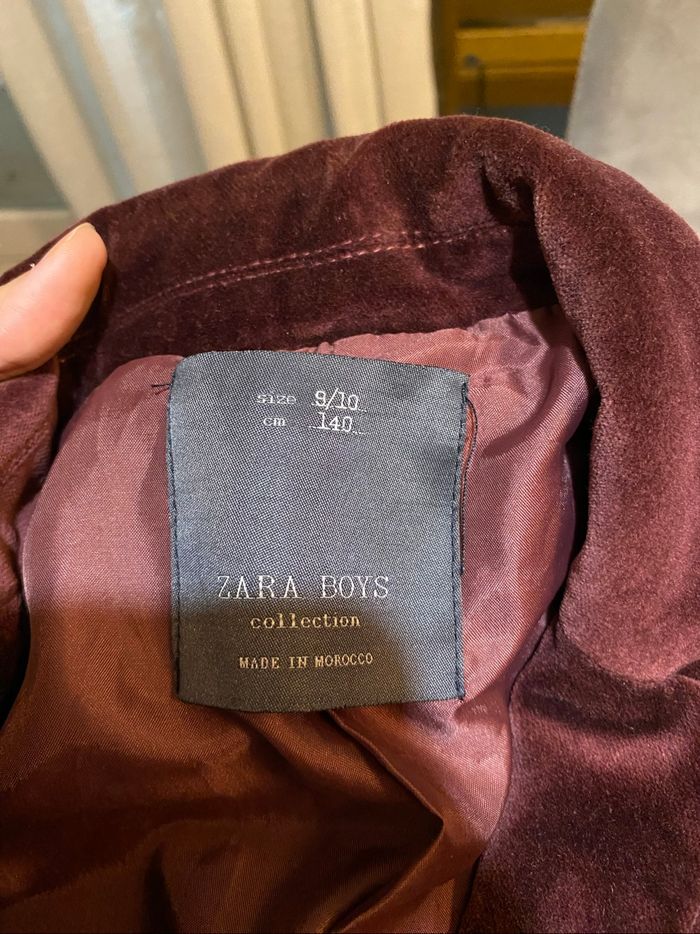 size 9/10
cm 140
ZARA BOYS
collection
MADE IN MOROCCO